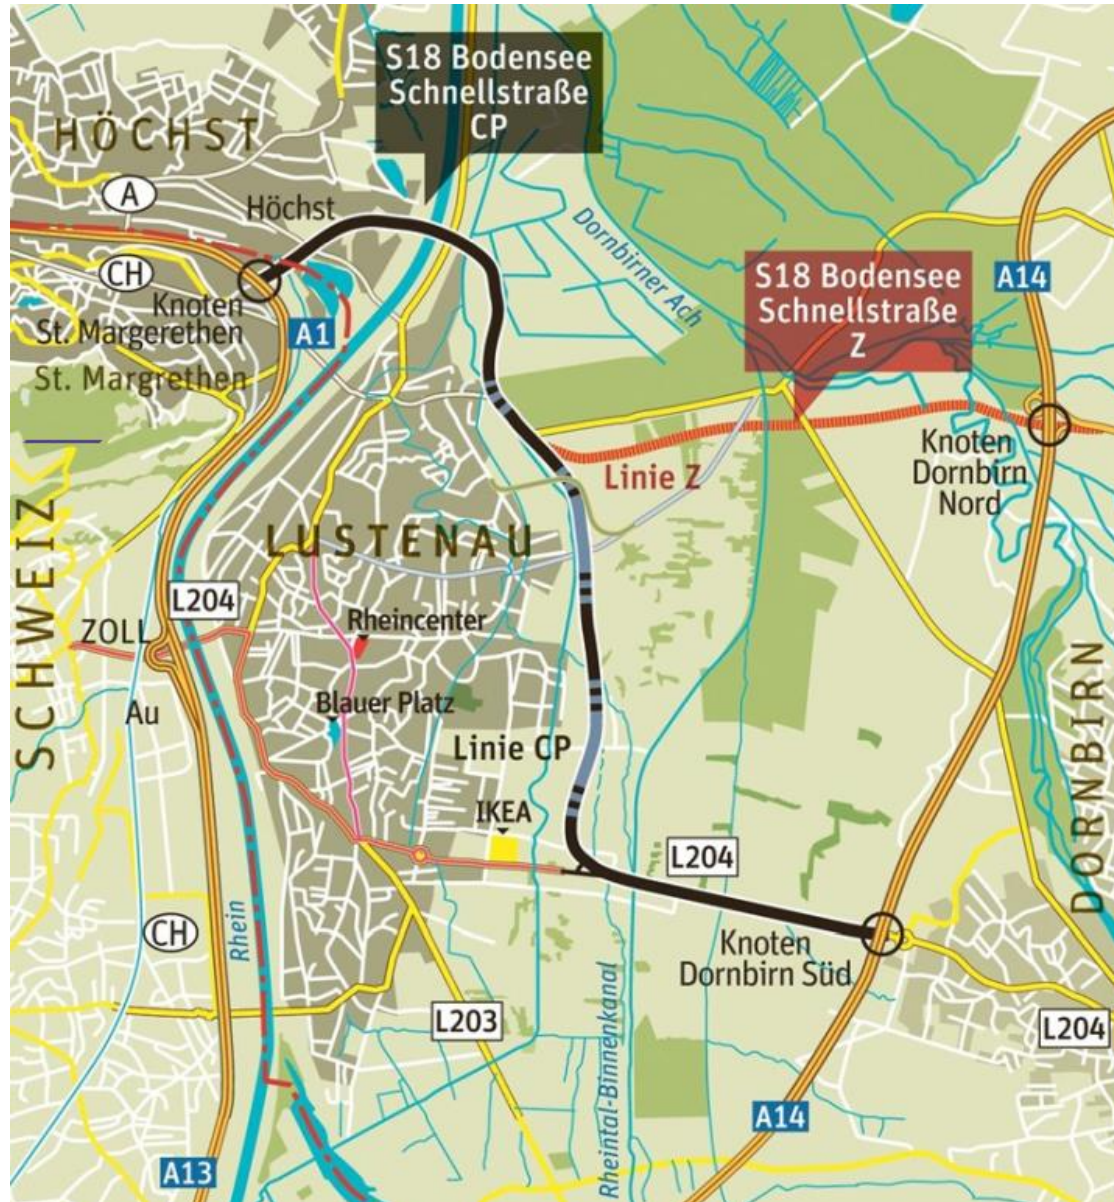 S18 Bodensee
Schnellstraße
CP
HÖCHST
A
Höchst
CH
Knoten
St. Margerethen
A1
St. Margrethen
Dornbirner Ach
S18 Bodensee
Schnellstraße
Z
A14
Linie Z
Knoten
Dornbirn
Nord
SCHWEIZ
LUSTENAU
L204
ZOLL
Rheincenter
Au
Blauer Platz
Linie CP
DORNBIRN
IKEA
L204
CH
Rhein
Knoten
Dornbirn Süd
L203
Rheintal-Binnenkanal
L204
A14
A13